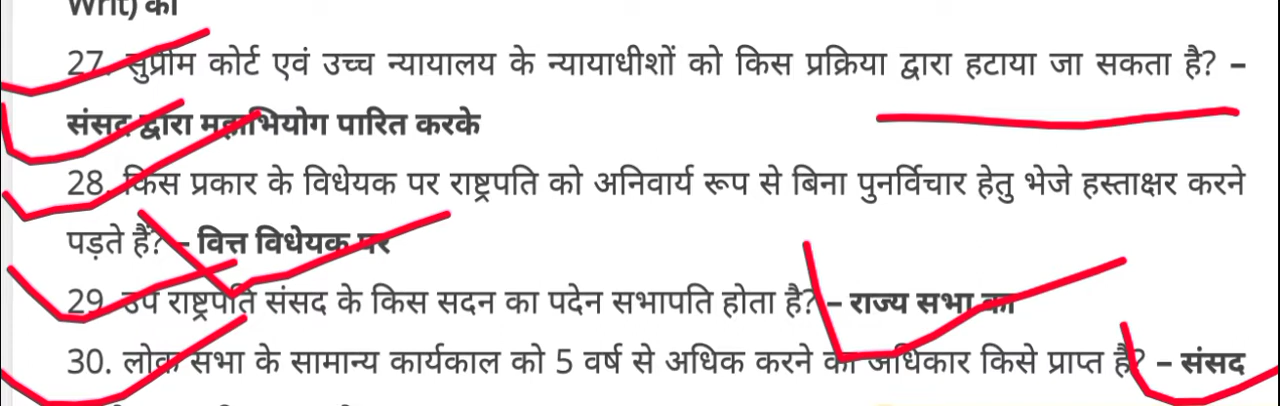 Writ) का
27. सुप्रीम कोर्ट एवं उच्च न्यायालय के न्यायाधीशों को किस प्रक्रिया द्वारा हटाया जा सकता है? –
संसद द्वारा महाभियोग पारित करके
28. किस प्रकार के विधेयक पर राष्ट्रपति को अनिवार्य रूप से बिना पुनर्विचार हेतु भेजे हस्ताक्षर करने
पड़ते हैं? – वित्त विधेयक पर
29. उप राष्ट्रपति संसद के किस सदन का पदेन सभापति होता है? – राज्य सभा का
30. लोक सभा के सामान्य कार्यकाल को 5 वर्ष से अधिक करने का अधिकार किसे प्राप्त है? – संसद